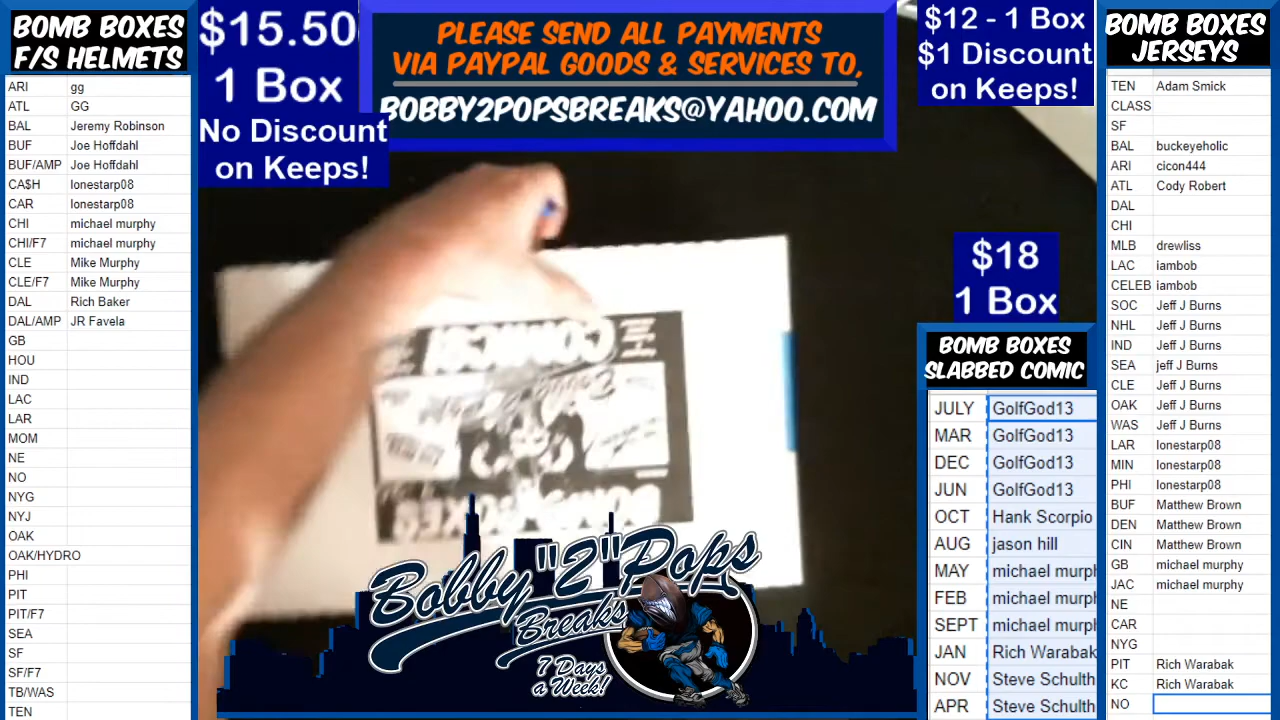 BOMB BOXES
F/S HELMETS
ARI gg
ATL GG
BAL Jeremy Robinson
BUF Joe Hoffdahl
BUF/AMP Joe Hoffdahl
CA$H lonestarp08
CAR lonestarp08
CHI michael murphy
CHI/F7 michael murphy
CLE Mike Murphy
CLE/F7 Mike Murphy
DAL Rich Baker
DAL/AMP JR Favela
GB
HOU
IND
LAC
LAR
MOM
NE
NO
NYG
NYJ
OAK
OAK/HYDRO
PHI
PIT
PIT/F7
SEA
SF
SF/F7
TB/WAS
TEN
$15.50
1 Box
No Discount
on Keeps!
PLEASE SEND ALL PAYMENTS
VIA PAYPAL GOODS & SERVICES TO,
BOBBY2POPSBREAKS@YAHOO.COM
COMICS
BOMB BOXES
Bobby "2" Pops
Breaks
7 Days
a Week!
$12 - 1 Box
$1 Discount
on Keeps!
$18
1 Box
BOMB BOXES
SLABBED COMIC
JULY GolfGod13
MAR GolfGod13
DEC GolfGod13
JUN GolfGod13
OCT Hank Scorpio
AUG jason hill
MAY michael murph
FEB michael murph
SEPT michael murph
JAN Rich Warabak
NOV Steve Schulth
APR Steve Schulth
BOMB BOXES
JERSEYS
TEN Adam Smick
CLASS
SF
BAL buckeyeholic
ARI cicon444
ATL Cody Robert
DAL
CHI
MLB drewliss
LAC iambob
CELEB iambob
SOC Jeff J Burns
NHL Jeff J Burns
IND Jeff J Burns
SEA jeff J Burns
CLE Jeff J Burns
OAK Jeff J Burns
WAS Jeff J Burns
LAR lonestarp08
MIN lonestarp08
PHI lonestarp08
BUF Matthew Brown
DEN Matthew Brown
CIN Matthew Brown
GB michael murphy
JAC michael murphy
NE
CAR
NYG
PIT Rich Warabak
KC Rich Warabak
NO